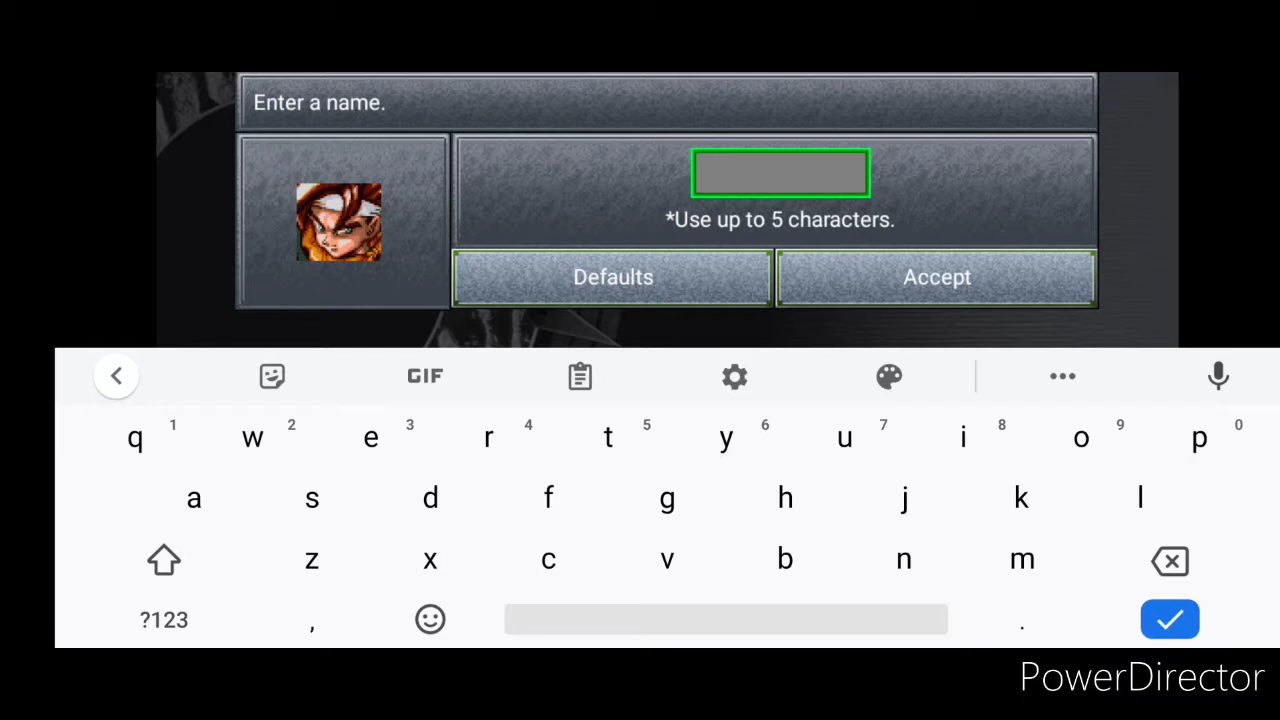 Enter a name.
*Use up to 5 characters.
Defaults Accept
GIF
q 1 w 2 e 3 r 4 t 5 y 6 u 7 i 8 o 9 p 0
a s d f g h j k l
z x c v b n m
?123 , .
PowerDirector